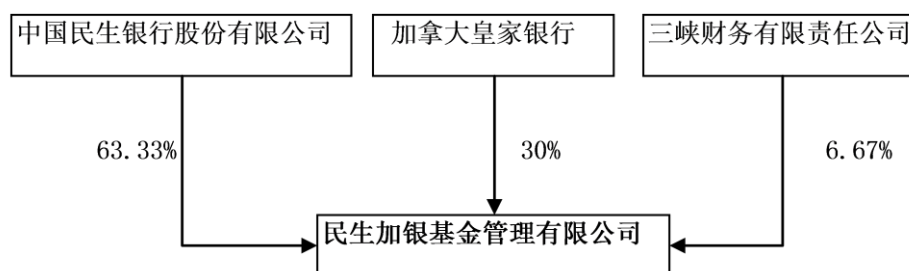 中国民生银行股份有限公司
加拿大皇家银行
三峡财务有限责任公司
63.33%
30%
6.67%
民生加银基金管理有限公司